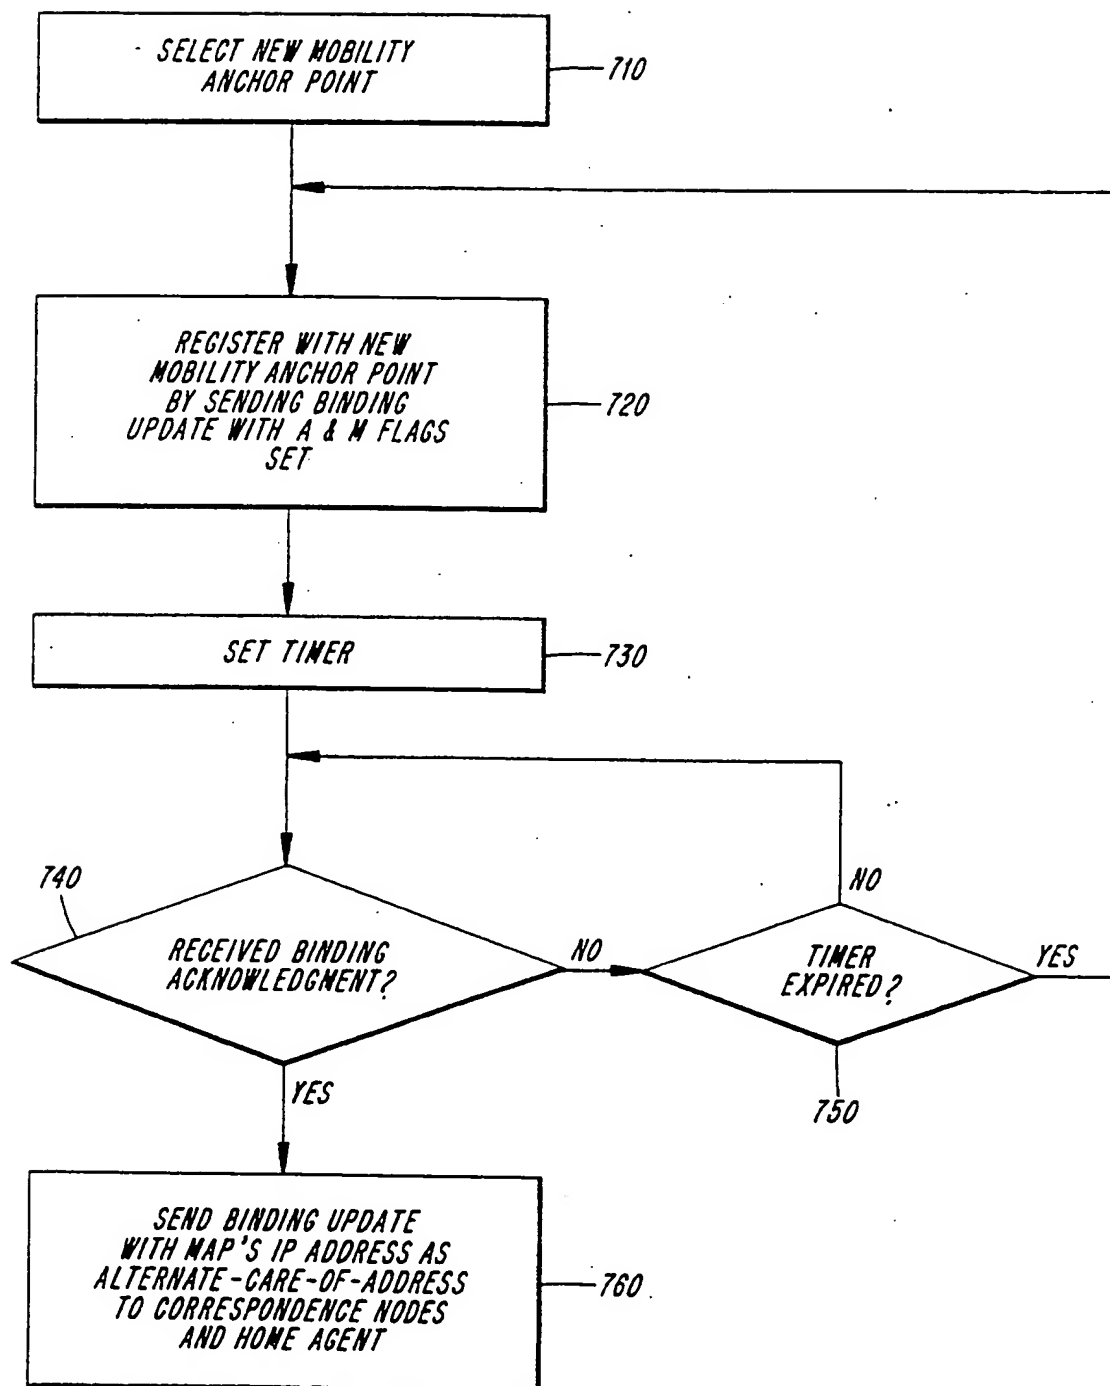 SELECT NEW MOBILITY
ANCHOR POINT
710
REGISTER WITH NEW
MOBILITY ANCHOR POINT
BY SENDING BINDING
UPDATE WITH A & M FLAGS
SET
720
SET TIMER
730
740
RECEIVED BINDING
ACKNOWLEDGMENT?
NO
TIMER
EXPIRED?
NO
YES
750
YES
SEND BINDING UPDATE
WITH MAP'S IP ADDRESS AS
ALTERNATE-CARE-OF-ADDRESS
TO CORRESPONDENCE NODES
AND HOME AGENT
760